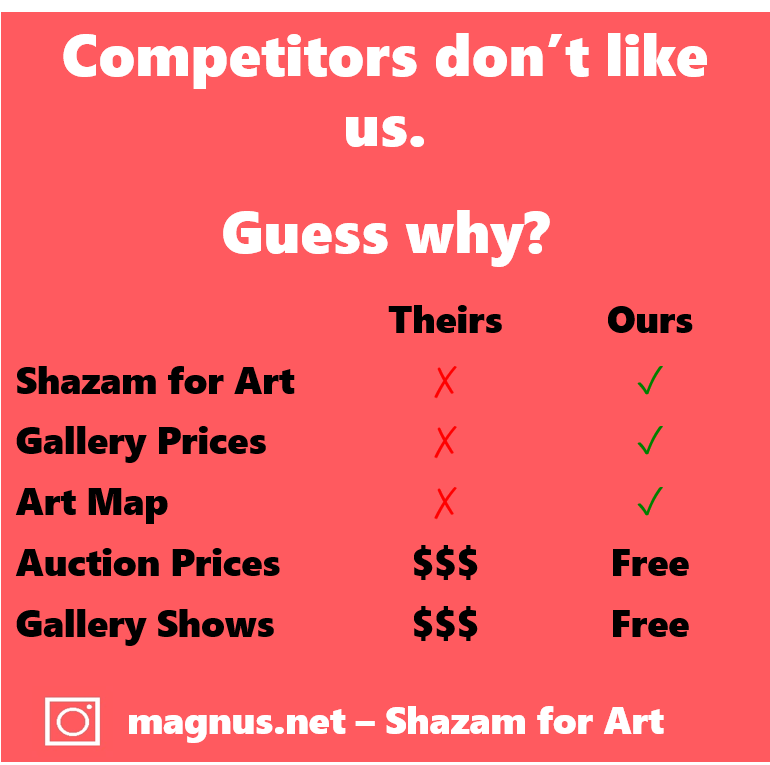 Competitors don’t like
us.
Guess why?
Theirs Ours
Shazam for Art ✗ ✓
Gallery Prices ✗ ✓
Art Map ✗ ✓
Auction Prices $$$ Free
Gallery Shows $$$ Free
magnus.net – Shazam for Art